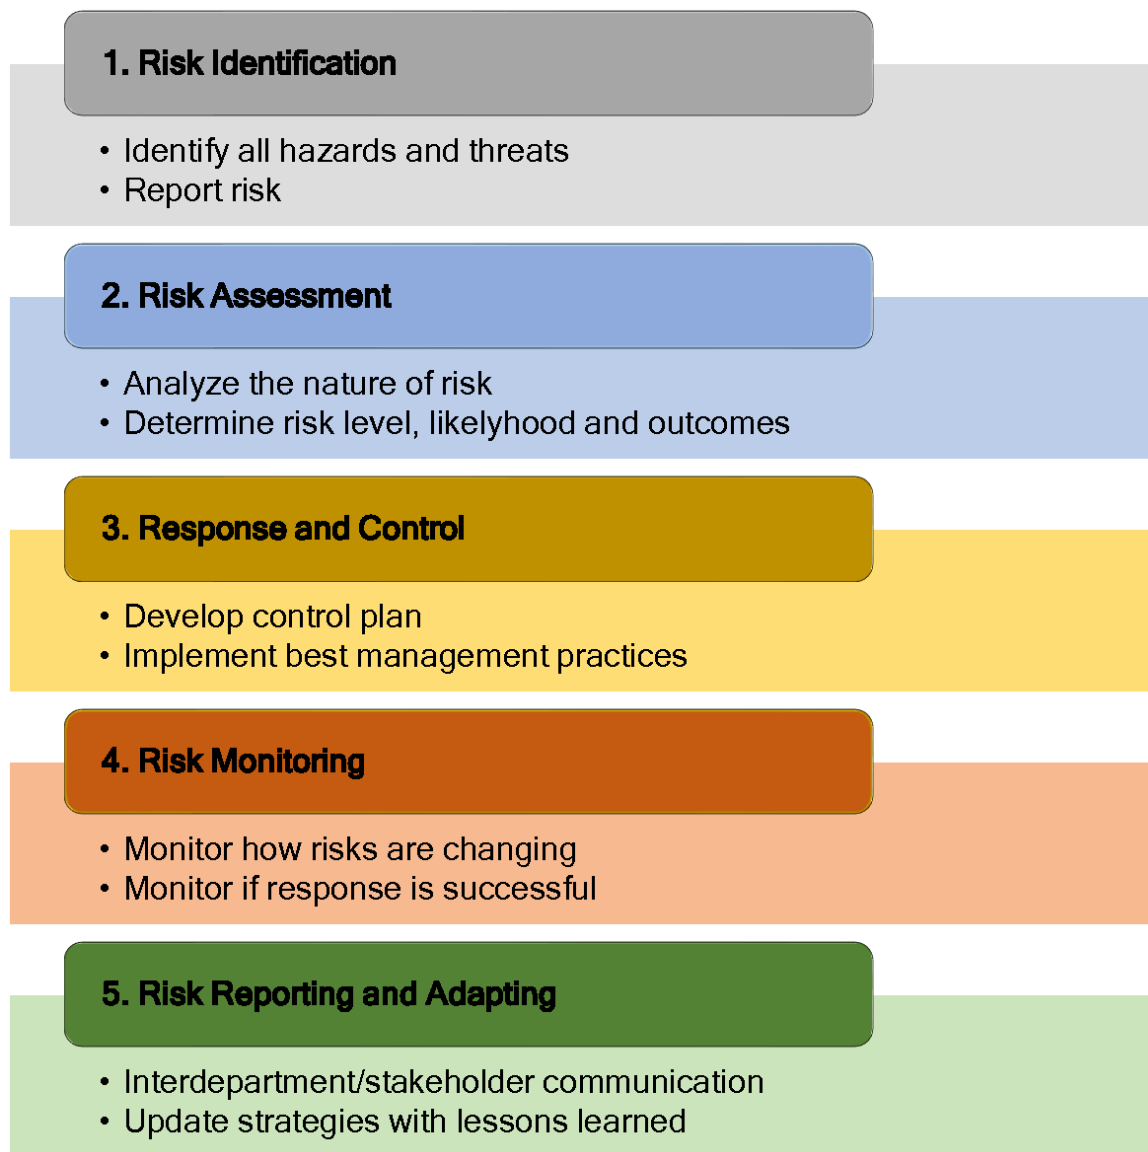 1. Risk Identification
• Identify all hazards and threats
• Report risk
2. Risk Assessment
• Analyze the nature of risk
• Determine risk level, likelyhood and outcomes
3. Response and Control
• Develop control plan
• Implement best management practices
4. Risk Monitoring
• Monitor how risks are changing
• Monitor if response is successful
5. Risk Reporting and Adapting
• Interdepartment/stakeholder communication
• Update strategies with lessons learned